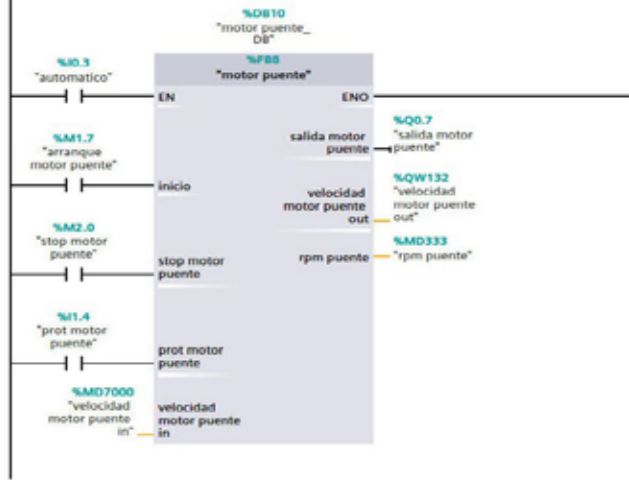 %DB10
"motor puente_
DB"
%FB8
"motor puente"
%I0.3
"automatico"
EN
ENO
%Q0.7
"salida motor
puente"
salida motor
puente
%M1.7
"arranque
motor puente"
inicio
%QW132
"velocidad
motor puente
out"
velocidad
motor puente
out
%M2.0
"stop motor
puente"
stop motor
puente
%MD333
"rpm puente"
rpm puente
%I1.4
"prot motor
puente"
prot motor
puente
%MD7000
"velocidad
motor puente
in"
velocidad
motor puente
in